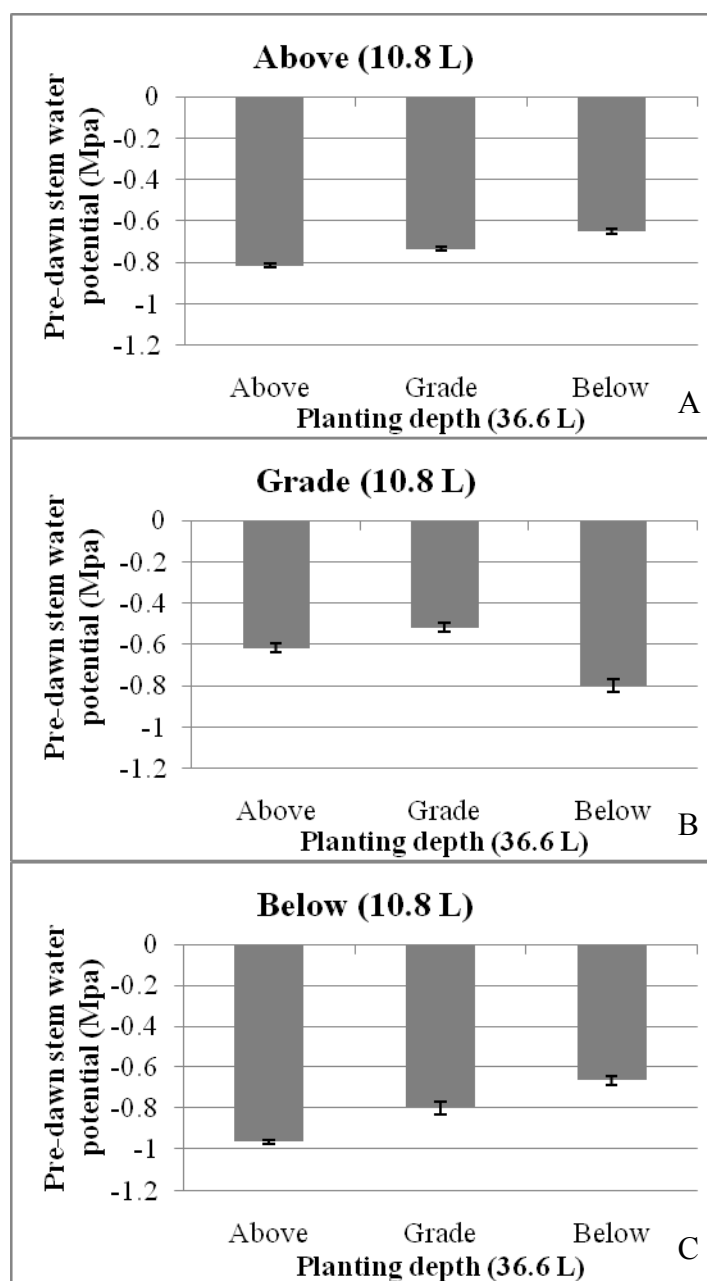 Above (10.8 L)
Pre-dawn stem water
potential (Mpa)
0
-0.2
-0.4
-0.6
-0.8
-1
-1.2
Above Grade Below
Planting depth (36.6 L)
A
Grade (10.8 L)
Pre-dawn stem water
potential (Mpa)
0
-0.2
-0.4
-0.6
-0.8
-1
-1.2
Above Grade Below
Planting depth (36.6 L)
B
Below (10.8 L)
Pre-dawn stem water
potential (Mpa)
0
-0.2
-0.4
-0.6
-0.8
-1
-1.2
Above Grade Below
Planting depth (36.6 L)
C